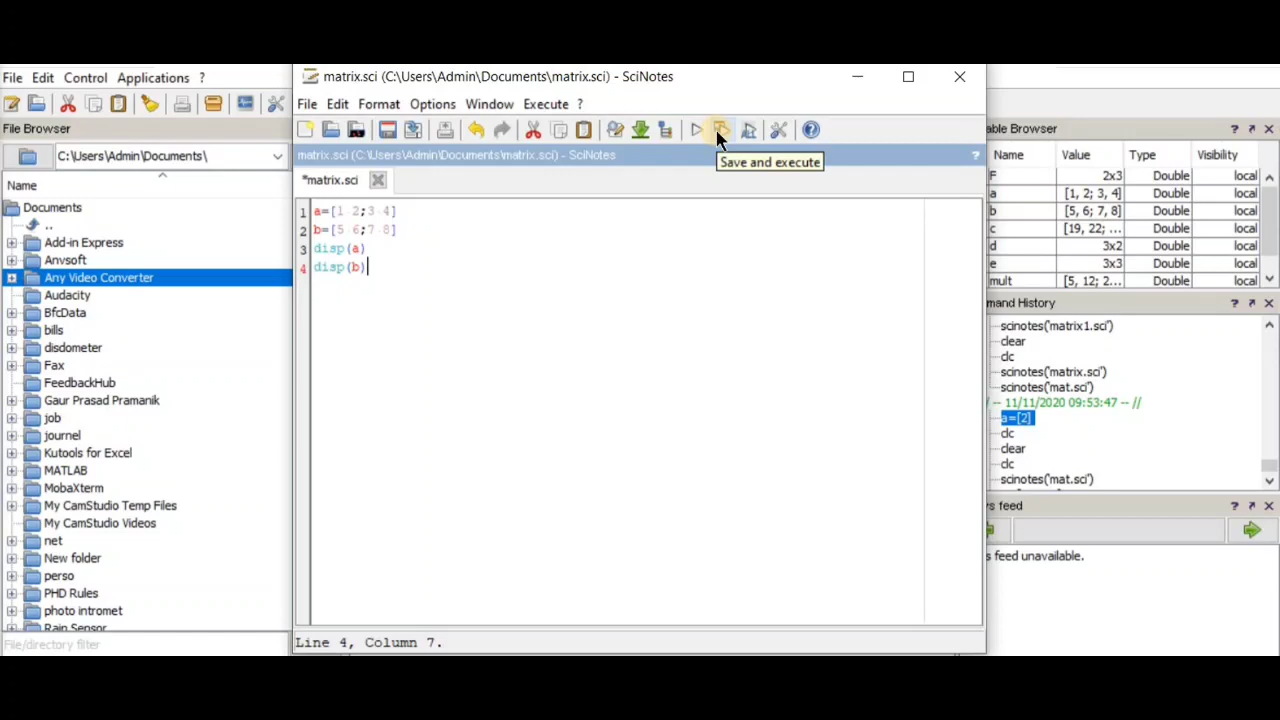 matrix.sci (C:\Users\Admin\Documents\matrix.sci) - SciNotes
File Edit Control Applications ?
File Edit Format Options Window Execute ?
File Browser
C:\Users\Admin\Documents\
Name
Documents
..
Add-in Express
Anvsoft
Any Video Converter
Audacity
BfcData
bills
disdometer
Fax
FeedbackHub
Gaur Prasad Pramanik
job
journel
Kutools for Excel
MATLAB
MobaXterm
My CamStudio Temp Files
My CamStudio Videos
net
New folder
perso
PHD Rules
photo intromet
Rain Sensor
File/directory filter
matrix.sci (C:\Users\Admin\Documents\matrix.sci) - SciNotes ?
Save and execute
*matrix.sci
1 a=[1 2;3 4]
2 b=[5 6;7 8]
3 disp(a)
4 disp(b)
Line 4, Column 7.
able Browser ?
Name Value Type Visibility
F 2x3 Double local
a [1, 2; 3, 4] Double local
b [5, 6; 7, 8] Double local
c [19, 22; ... Double local
d 3x2 Double local
e 3x3 Double local
mult [5, 12; 2... Double local
mand History ?
scinotes('matrix1.sci')
clear
clc
scinotes('matrix.sci')
scinotes('mat.sci')
/ -- 11/11/2020 09:53:47 -- //
a=[2]
clc
clear
clc
scinotes('mat.sci')
s feed ?
s feed unavailable.